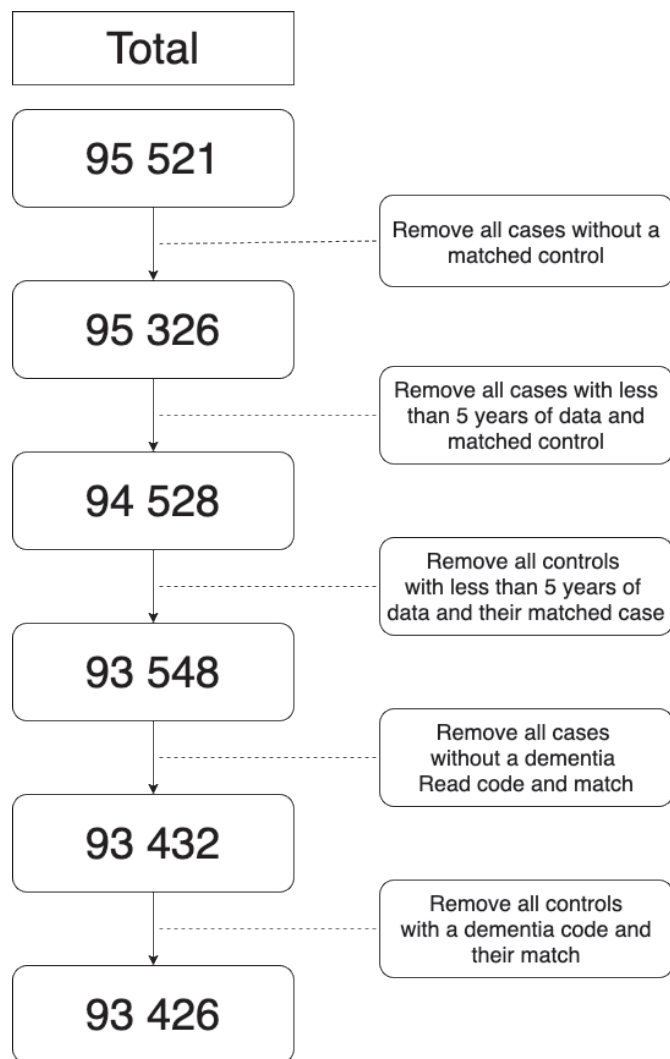 Total
95 521
Remove all cases without a
matched control
95 326
Remove all cases with less
than 5 years of data and
matched control
94 528
Remove all controls
with less than 5 years of
data and their matched case
93 548
Remove all cases
without a dementia
Read code and match
93 432
Remove all controls
with a dementia code and
their match
93 426